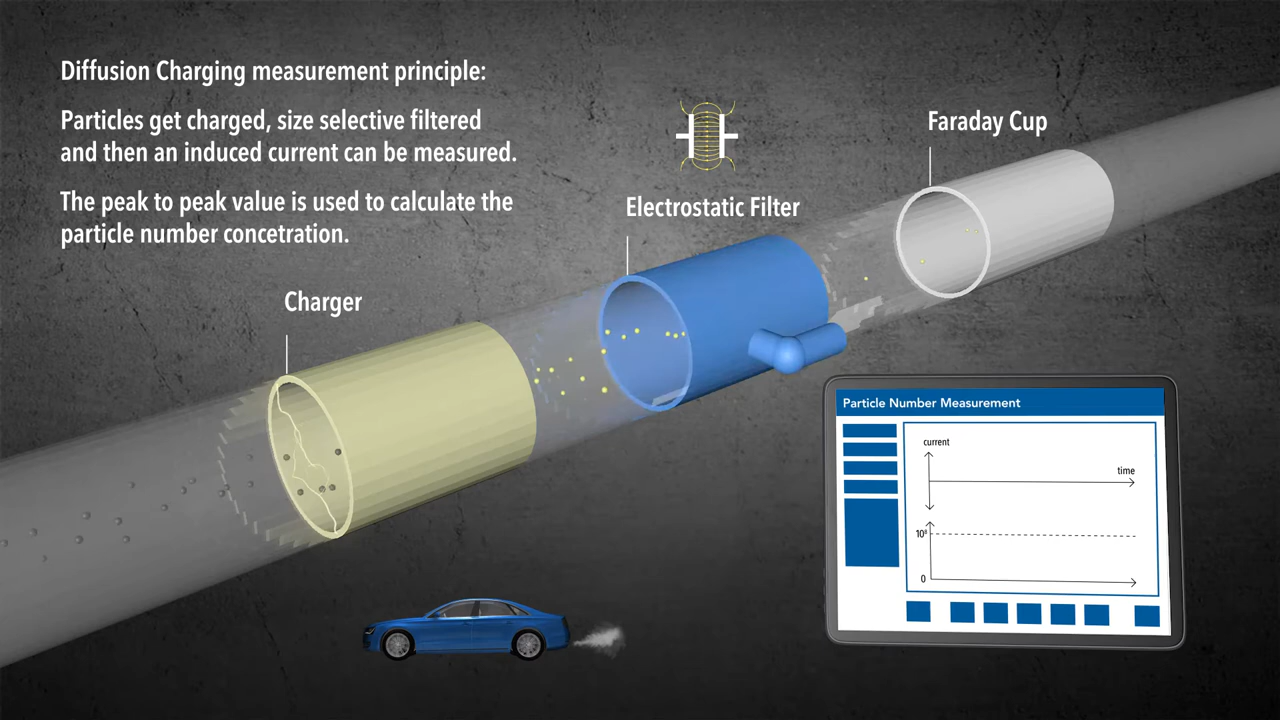 Diffusion Charging measurement principle:
Particles get charged, size selective filtered
and then an induced current can be measured.
The peak to peak value is used to calculate the
particle number concetration.
Charger
Electrostatic Filter
Faraday Cup
Particle Number Measurement
current
time
10⁸
0